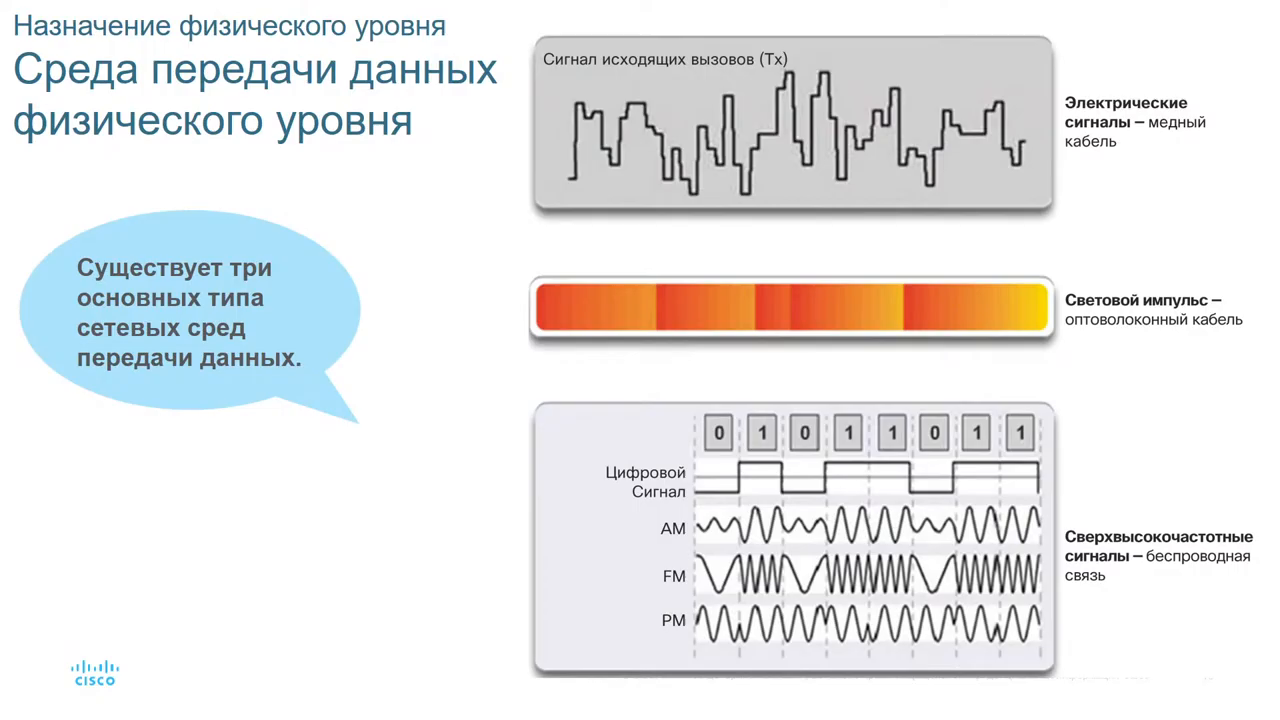 Назначение физического уровня
Среда передачи данных
физического уровня
Существует три
основных типа
сетевых сред
передачи данных.
Сигнал исходящих вызовов (Tx)
Электрические
сигналы – медный
кабель
Световой импульс –
оптоволоконный кабель
0 1 0 1 1 0 1 1
Цифровой
Сигнал
AM
FM
PM
Сверхвысокочастотные
сигналы – беспроводная
связь
CISCO